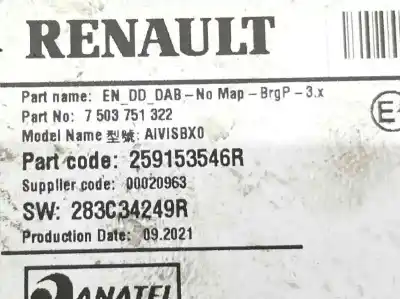 RENAULT
Part name: EN_DD_DAB-No Map-BrgP-3.x
Part No: 7 503 751 322
Model Name 型號 AIVISBX0
Part code: 259153546R
Supplier code: 00020963
SW: 283C34249R
Production Date: 09.2021
E
ANATEL